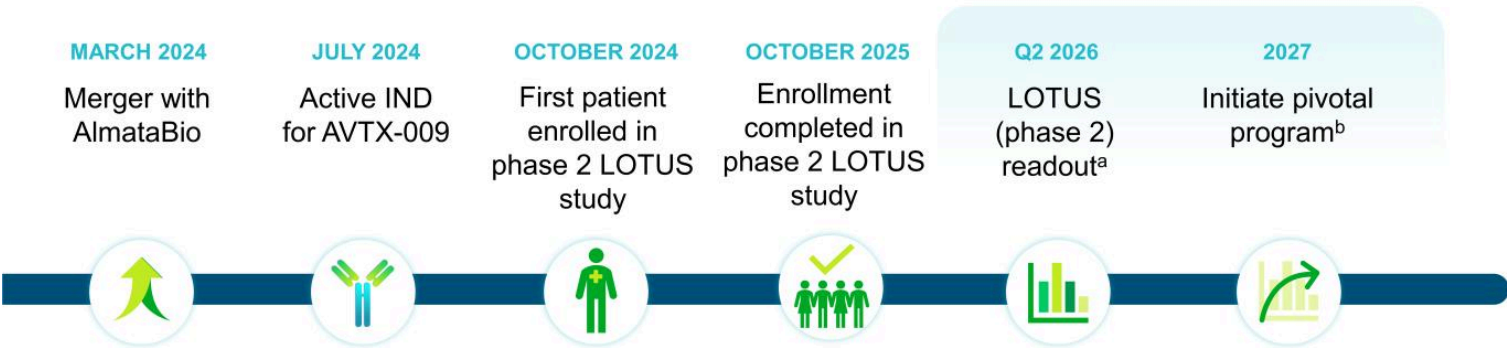 MARCH 2024
Merger with
AlmataBio
JULY 2024
Active IND
for AVTX-009
OCTOBER 2024
First patient
enrolled in
phase 2 LOTUS
study
OCTOBER 2025
Enrollment
completed in
phase 2 LOTUS
study
Q2 2026
LOTUS
(phase 2)
readoutᵃ
2027
Initiate pivotal
programᵇ